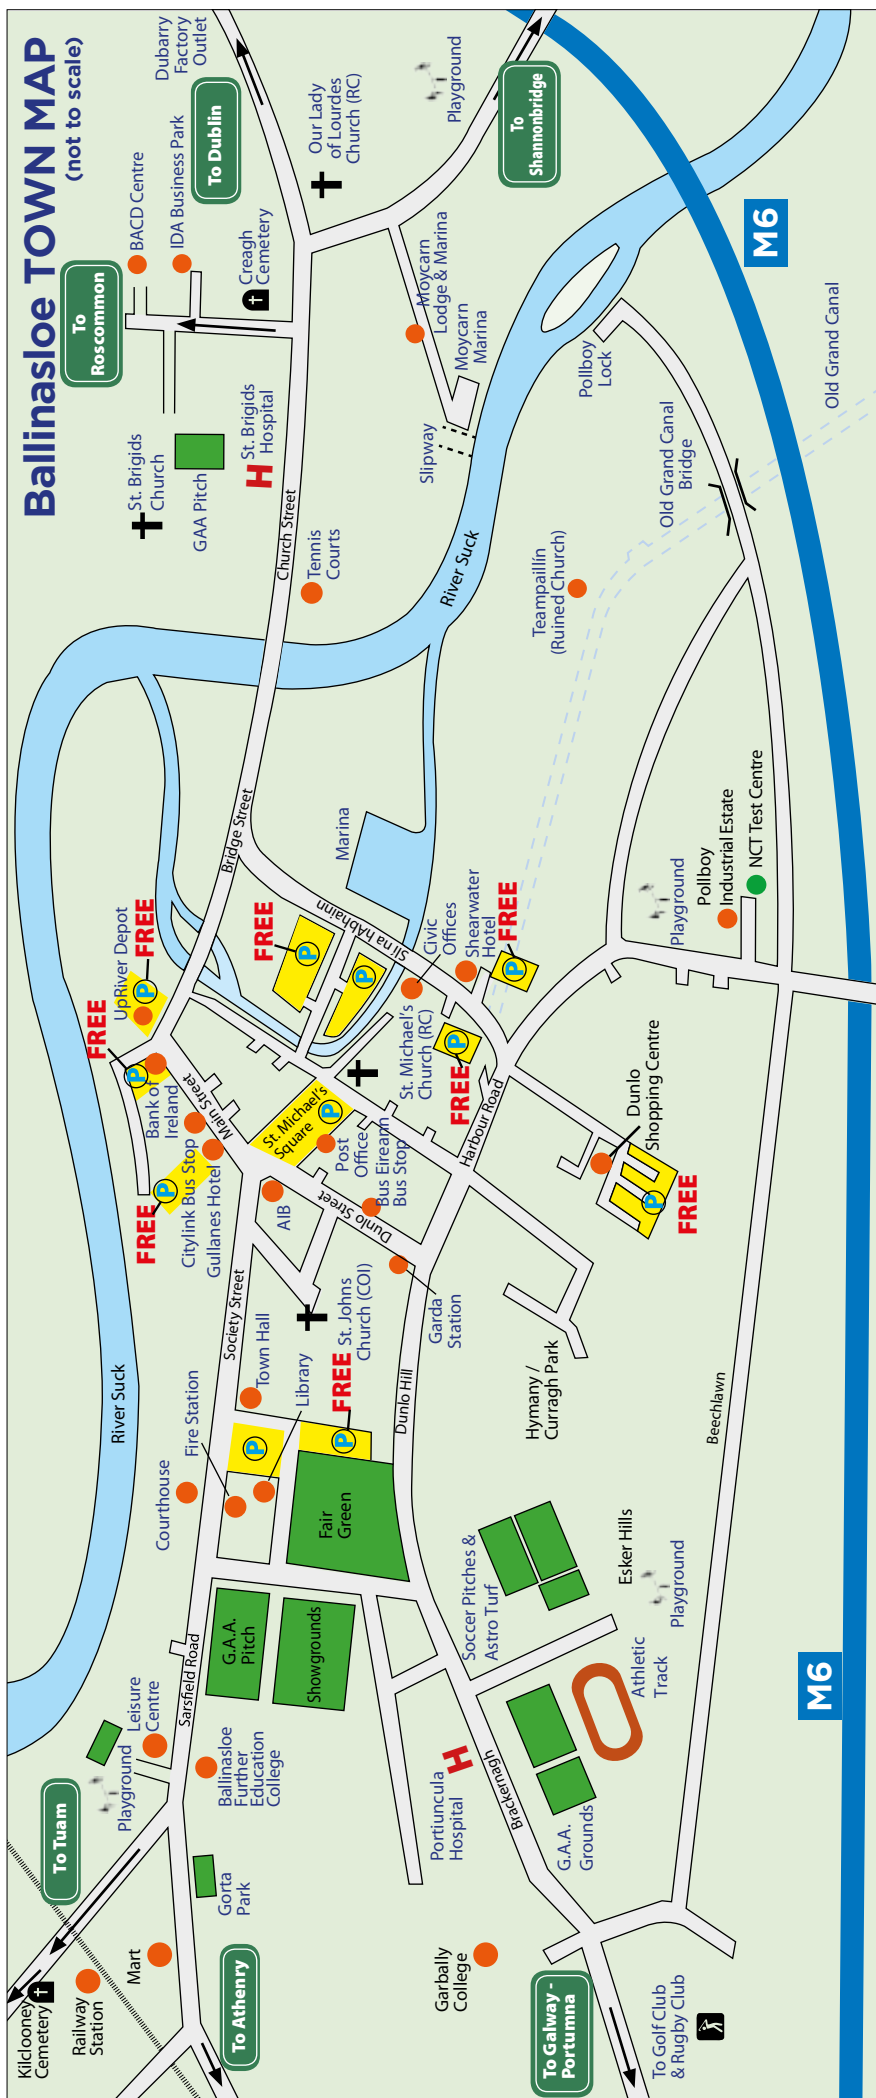 Ballinasloe TOWN MAP
(not to scale)
Dubarry
Factory
Outlet
To Dublin
BACD Centre
IDA Business Park
To
Roscommon
Creagh
Cemetery
Our Lady
of Lourdes
Church (RC)
Playground
To
Shannonbridge
M6
St. Brigids
Church
GAA Pitch
H
St. Brigids
Hospital
Church Street
Tennis
Courts
Moycarn
Lodge & Marina
Moycarn
Marina
Slipway
River Suck
Pollboy
Lock
Old Grand Canal
Old Grand Canal
Bridge
Teampaillín
(Ruined Church)
Bridge Street
Marina
Slí na hAbhainn
UpRiver Depot
P
FREE
FREE
P
Bank of
Ireland
Main Street
Citylink Bus Stop
Gullanes Hotel
FREE
P
FREE
P
P
Civic
Offices
Shearwater
Hotel
FREE
P
St. Michael's
Church (RC)
FREE
P
St. Michael's
Square
P
Post
Office
Bus Eireann
Bus Stop
Dunlo Street
AIB
Harbour Road
Playground
Pollboy
Industrial Estate
NCT Test Centre
Dunlo
Shopping Centre
P
FREE
River Suck
Society Street
Town Hall
Library
St. Johns
Church (COI)
FREE
P
P
Garda
Station
Dunlo Hill
Hymany /
Curragh Park
Beechlawn
Courthouse
Fire Station
Fair
Green
G.A.A.
Pitch
Showgrounds
Sarsfield Road
Leisure
Centre
Playground
Ballinasloe
Further
Education
College
Soccer Pitches &
Astro Turf
Esker Hills
Playground
Athletic
Track
M6
Portiuncula
Hospital
H
Brackernagh
G.A.A.
Grounds
To Tuam
Gorta
Park
Mart
Railway
Station
Kilclooney
Cemetery
To Athenry
Garbally
College
To Galway -
Portumna
To Golf Club
& Rugby Club